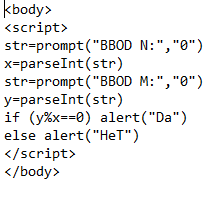 <body>
<script>
str=prompt("BBOD N:","0")
x=parseInt(str)
str=prompt("BBOD M:","0")
y=parseInt(str)
if (y%x==0) alert("Da")
else alert("HeT")
</script>
</body>